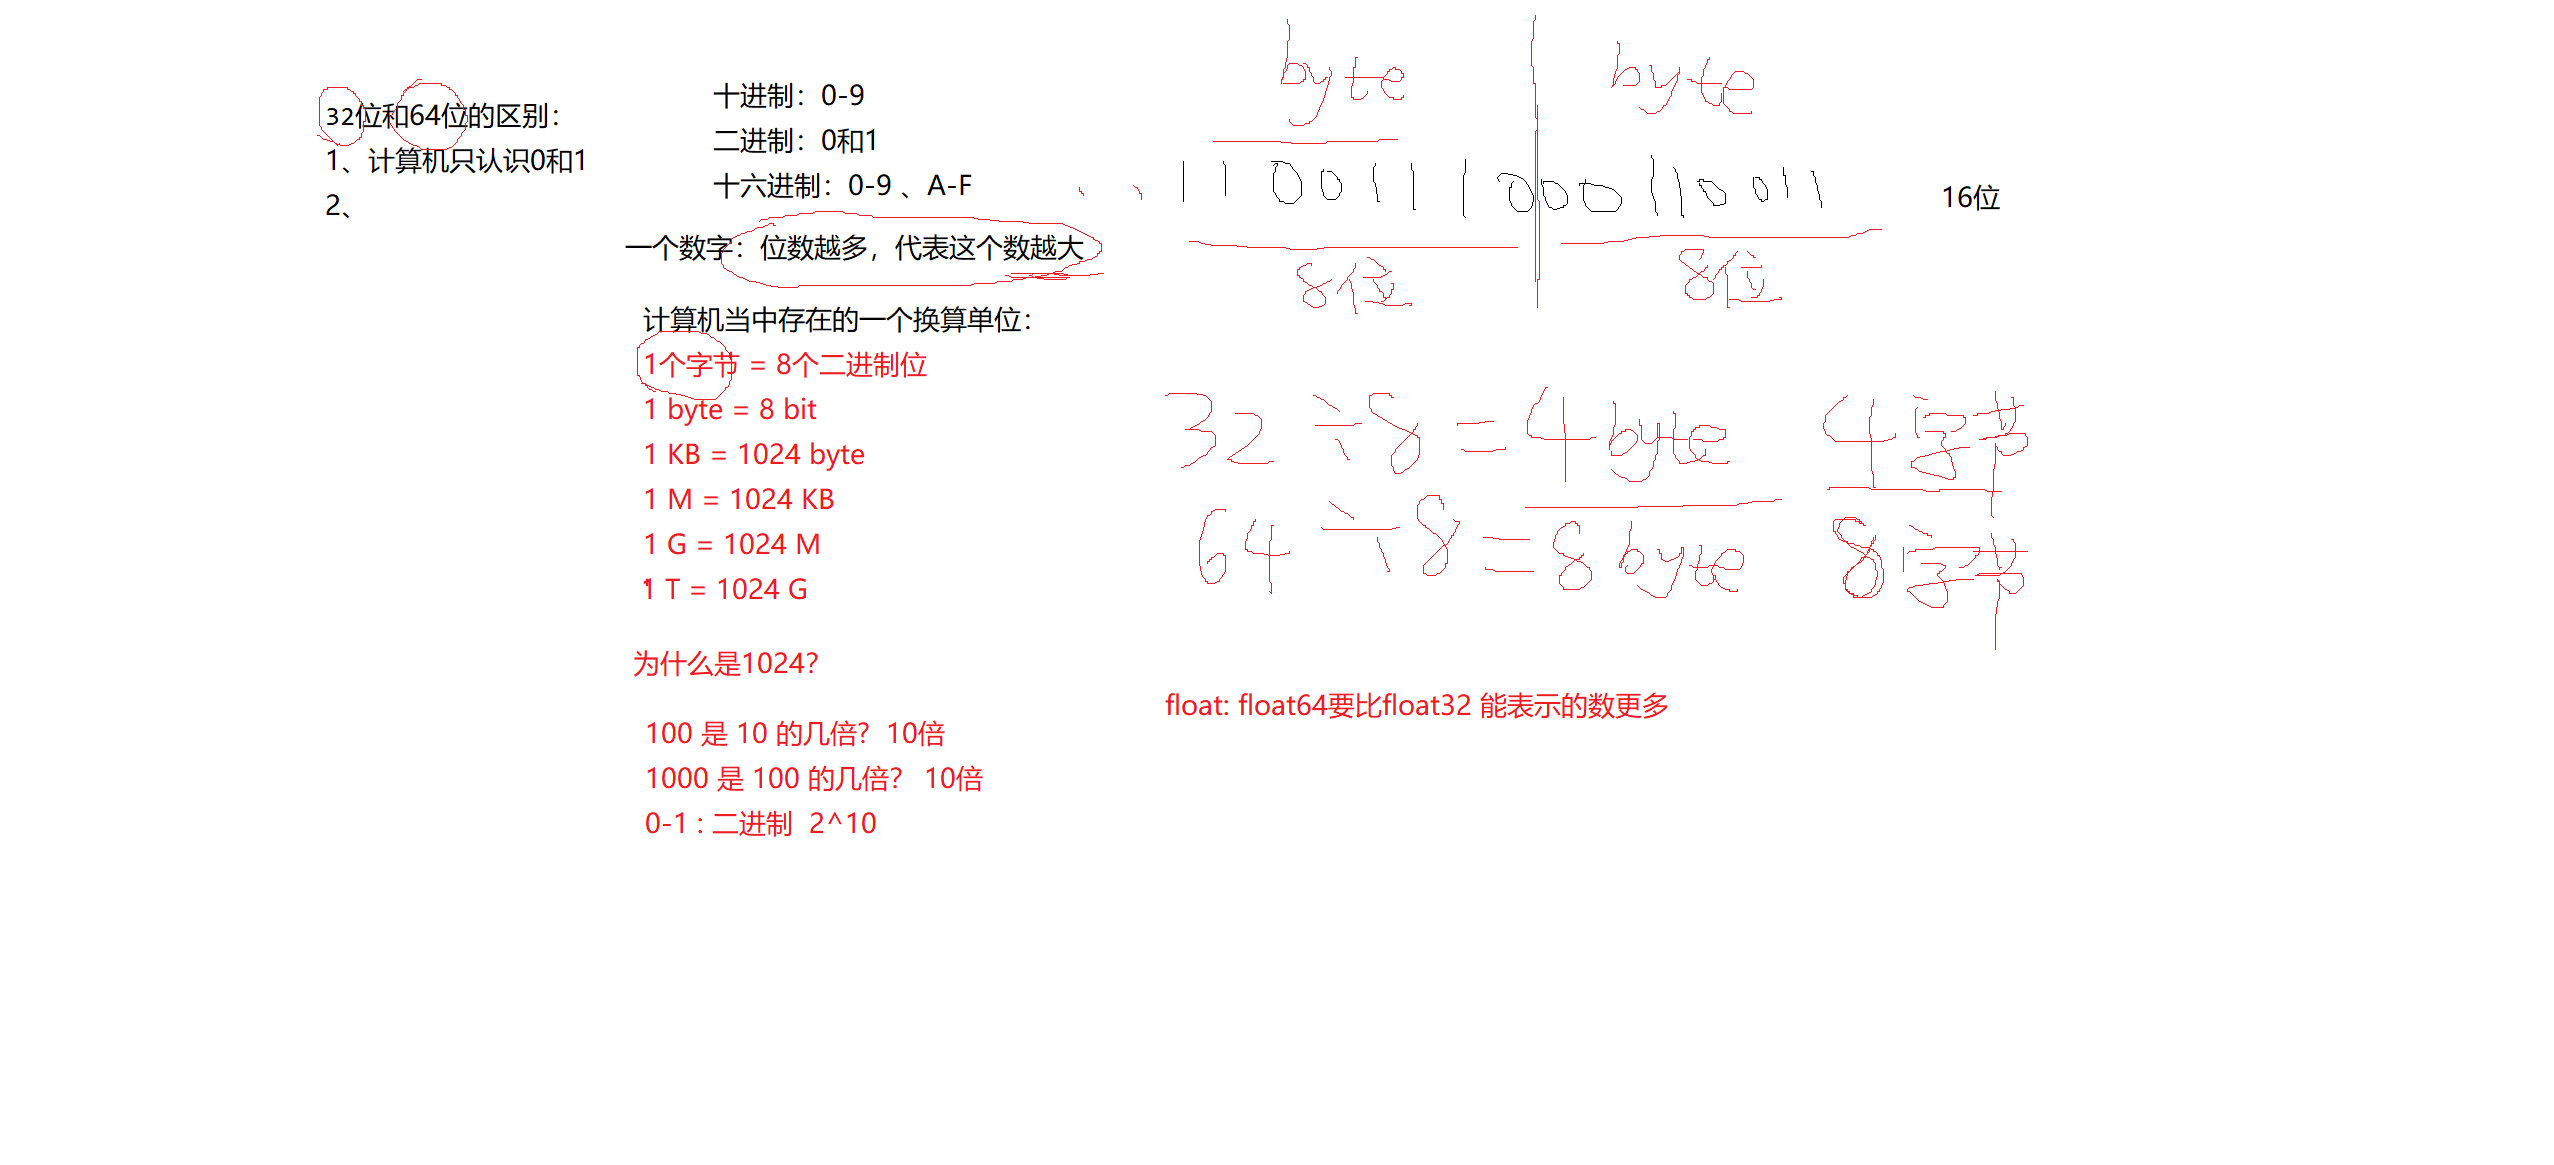 32位和64位的区别：
1、计算机只认识0和1
2、
十进制：0-9
二进制：0和1
十六进制：0-9 、A-F
一个数字：位数越多，代表这个数越大
计算机当中存在的一个换算单位：
1个字节 = 8个二进制位
1 byte = 8 bit
1 KB = 1024 byte
1 M = 1024 KB
1 G = 1024 M
1 T = 1024 G
为什么是1024？
100 是 10 的几倍？ 10倍
1000 是 100 的几倍？ 10倍
0-1 : 二进制 2^10
byte byte
1100111000110011 16位
8位 8位
32 ÷ 8 = 4 byte 4字节
64 ÷ 8 = 8 byte 8字节
float: float64要比float32 能表示的数更多